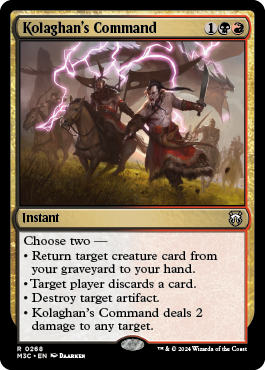 Kolaghan's Command 1
Instant
Choose two —
• Return target creature card from
your graveyard to your hand.
• Target player discards a card.
• Destroy target artifact.
• Kolaghan's Command deals 2
damage to any target.
R 0268
M3C • EN Daarken
™ & © 2024 Wizards of the Coast